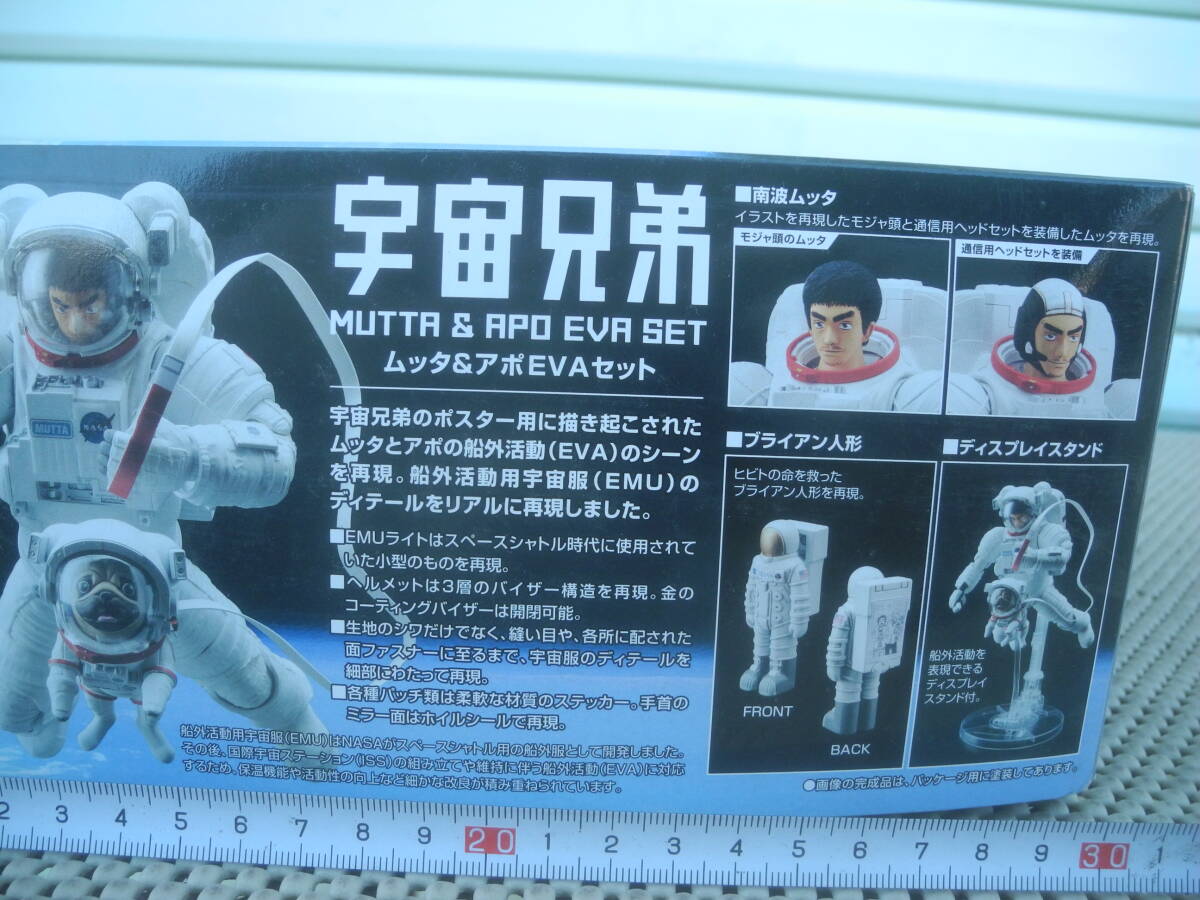 宇宙兄弟
MUTTA & APO EVA SET
ムッタ&アポEVAセット
宇宙兄弟のポスター用に描き起こされた
ムッタとアポの船外活動(EVA)のシーン
を再現。船外活動用宇宙服(EMU)の
ディテールをリアルに再現しました。
■EMUライトはスペースシャトル時代に使用されて
いた小型のものを再現。
■ヘルメットは3層のバイザー構造を再現。金の
コーティングバイザーは開閉可能。
■生地のシワだけでなく、縫い目や、各所に配された
面ファスナーに至るまで、宇宙服のディテールを
細部にわたって再現。
■各種パッチ類は柔軟な材質のステッカー。手首の
ミラー面はホイルシールで再現。
船外活動用宇宙服(EMU)はNASAがスペースシャトル用の船外服として開発しました。
その後、国際宇宙ステーション(ISS)の組み立てや維持に伴う船外活動(EVA)に対応
するため、保温機能や活動性の向上など細かな改良が積み重ねられています。
MUTTA
NASA
■南波ムッタ
イラストを再現したモジャ頭と通信用ヘッドセットを装備したムッタを再現。
モジャ頭のムッタ
通信用ヘッドセットを装備
■ブライアン人形
ヒビトの命を救った
ブライアン人形を再現。
FRONT
BACK
■ディスプレイスタンド
船外活動を
表現できる
ディスプレイ
スタンド付。
●画像の完成品は、パッケージ用に塗装してあります。
2 3 4 5 6 7 8 9 20 1 2 3 4 5 6 7 8 9 30 1